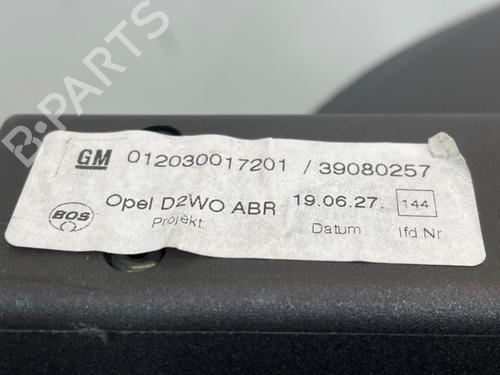 B-PARTS
GM 012030017201 / 39080257
BOS Opel D2WO ABR 19.06.27. 144
Projekt Datum: lfd Nr.